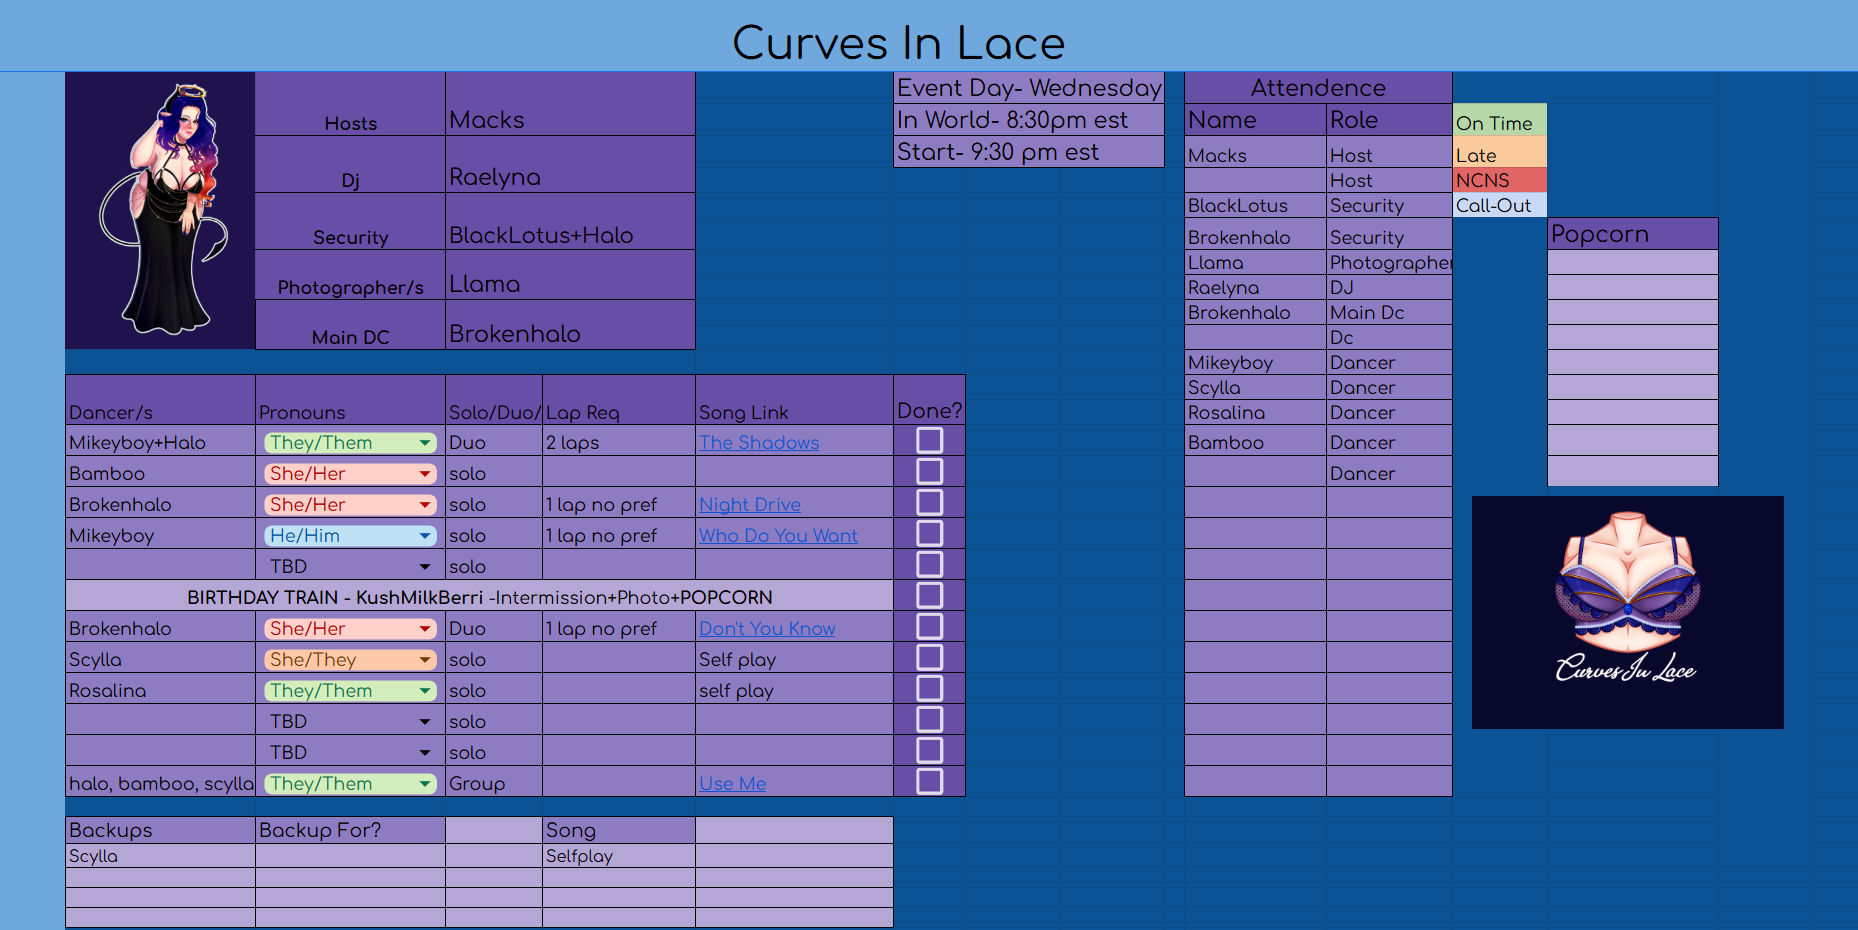 Curves In Lace
Hosts Macks
Dj Raelyna
Security BlackLotus+Halo
Photographer/s Llama
Main DC Brokenhalo
Event Day- Wednesday
In World- 8:30pm est
Start- 9:30 pm est
Attendence
Name Role
Macks Host
Host
BlackLotus Security
Brokenhalo Security
Llama Photographer
Raelyna DJ
Brokenhalo Main Dc
Dc
Mikeyboy Dancer
Scylla Dancer
Rosalina Dancer
Bamboo Dancer
Dancer
On Time
Late
NCNS
Call-Out
Popcorn
Dancer/s Pronouns Solo/Duo/ Lap Req Song Link Done?
Mikeyboy+Halo They/Them Duo 2 laps The Shadows
Bamboo She/Her solo
Brokenhalo She/Her solo 1 lap no pref Night Drive
Mikeyboy He/Him solo 1 lap no pref Who Do You Want
TBD solo
BIRTHDAY TRAIN - KushMilkBerri -Intermission+Photo+POPCORN
Brokenhalo She/Her Duo 1 lap no pref Don't You Know
Scylla She/They solo Self play
Rosalina They/Them solo self play
TBD solo
TBD solo
halo, bamboo, scylla They/Them Group Use Me
Curves In Lace
Backups Backup For? Song
Scylla Selfplay